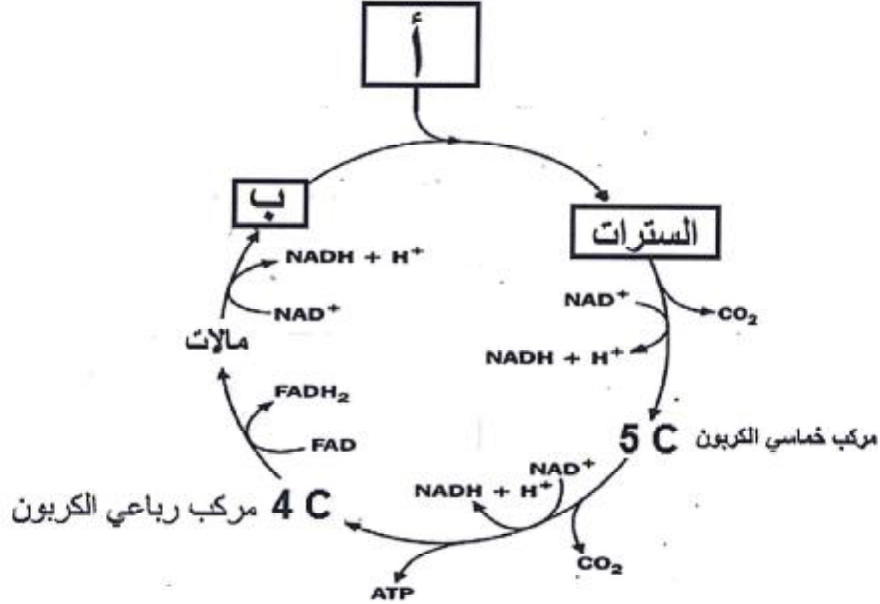 أ
ب
السترات
NADH + H⁺
NAD⁺
NAD⁺
CO₂
مالات
NADH + H⁺
FADH₂
FAD
5 C مركب خماسي الكربون
NAD⁺
NADH + H⁺
4 C مركب رباعي الكربون
CO₂
ATP